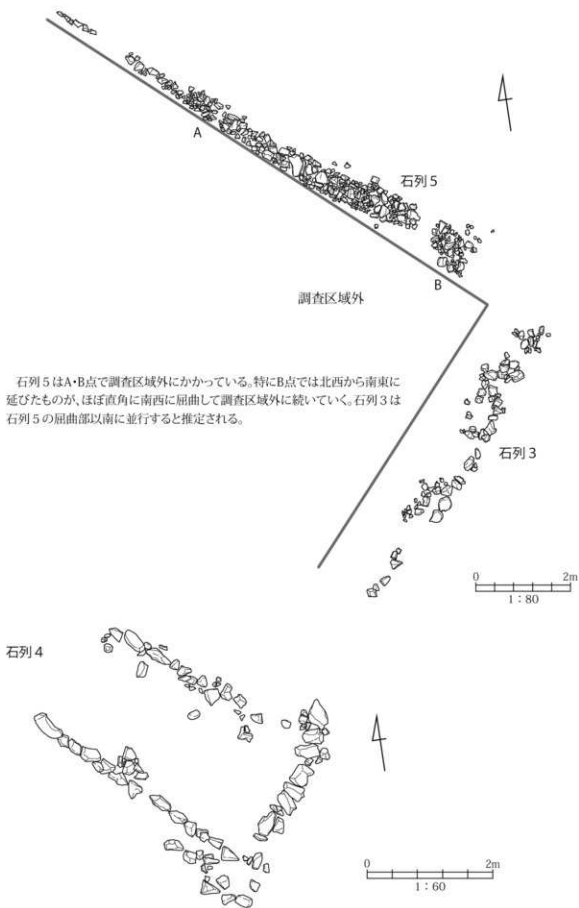 A
石列5
B
調査区域外
　石列5はA・B点で調査区域外にかかっている。特にB点では北西から南東に
延びたものが、ほぼ直角に南西に屈曲して調査区域外に続いていく。石列3は
石列5の屈曲部以南に並行すると推定される。
石列3
0 2m
1：80
石列4
0 2m
1：60